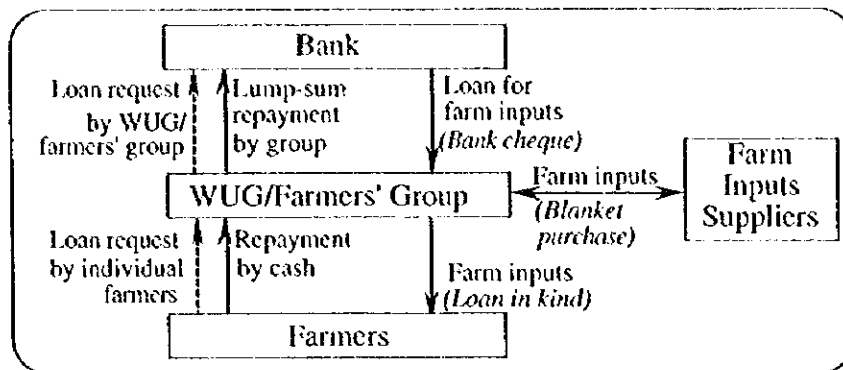 Bank
Loan request
by WUG/
farmers' group
Lump-sum
repayment
by group
Loan for
farm inputs
(Bank cheque)
WUG/Farmers' Group
Farm inputs
(Blanket
purchase)
Farm
Inputs
Suppliers
Loan request
by individual
farmers
Repayment
by cash
Farm inputs
(Loan in kind)
Farmers